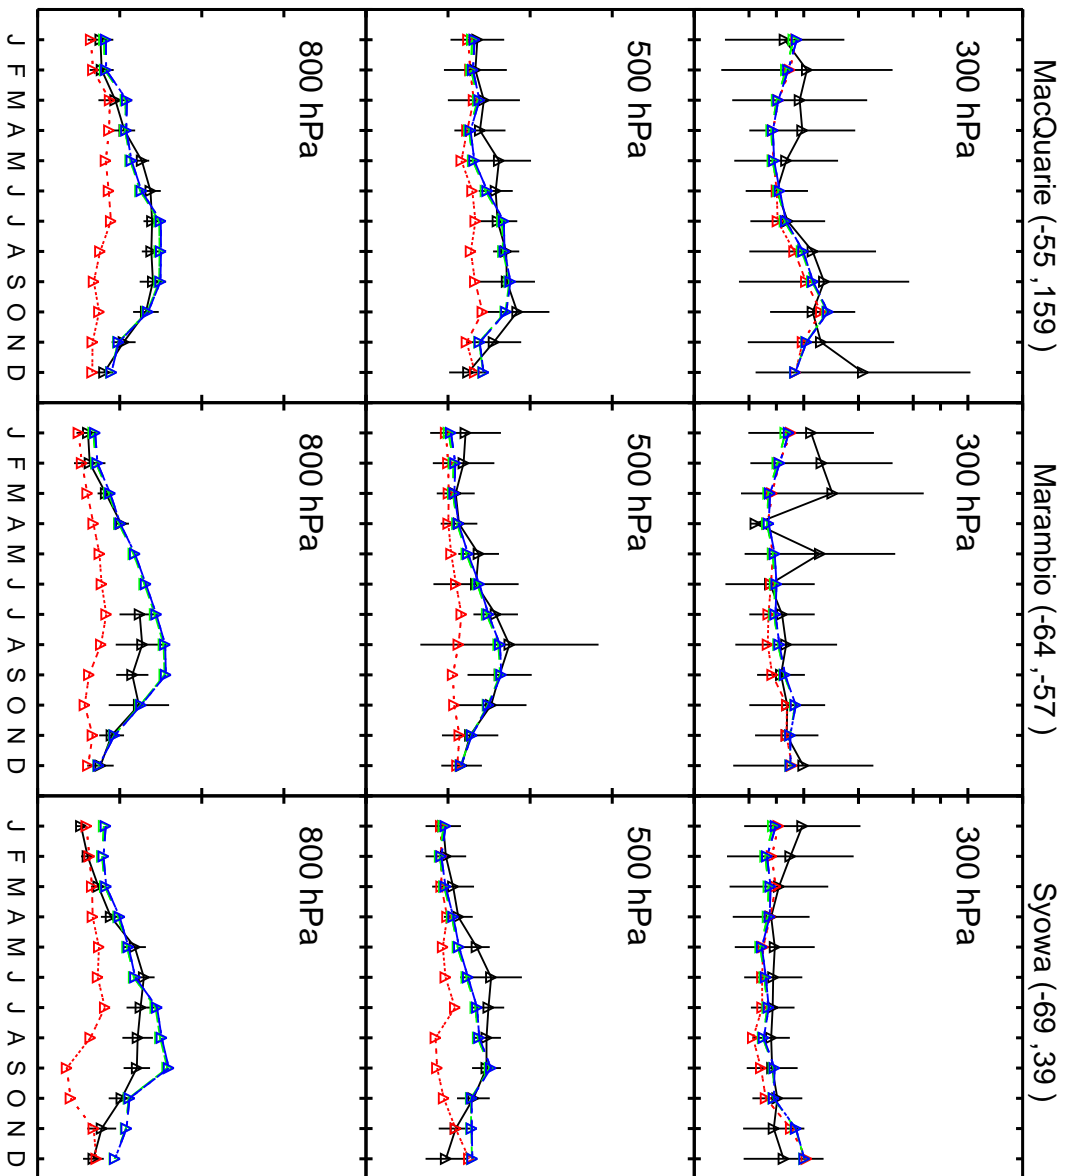 MacQuarie (-55 ,159 )
300 hPa
500 hPa
800 hPa
J F M A M J J A S O N D
Marambio (-64 ,-57 )
300 hPa
500 hPa
800 hPa
J F M A M J J A S O N D
Syowa (-69 ,39 )
300 hPa
500 hPa
800 hPa
J F M A M J J A S O N D